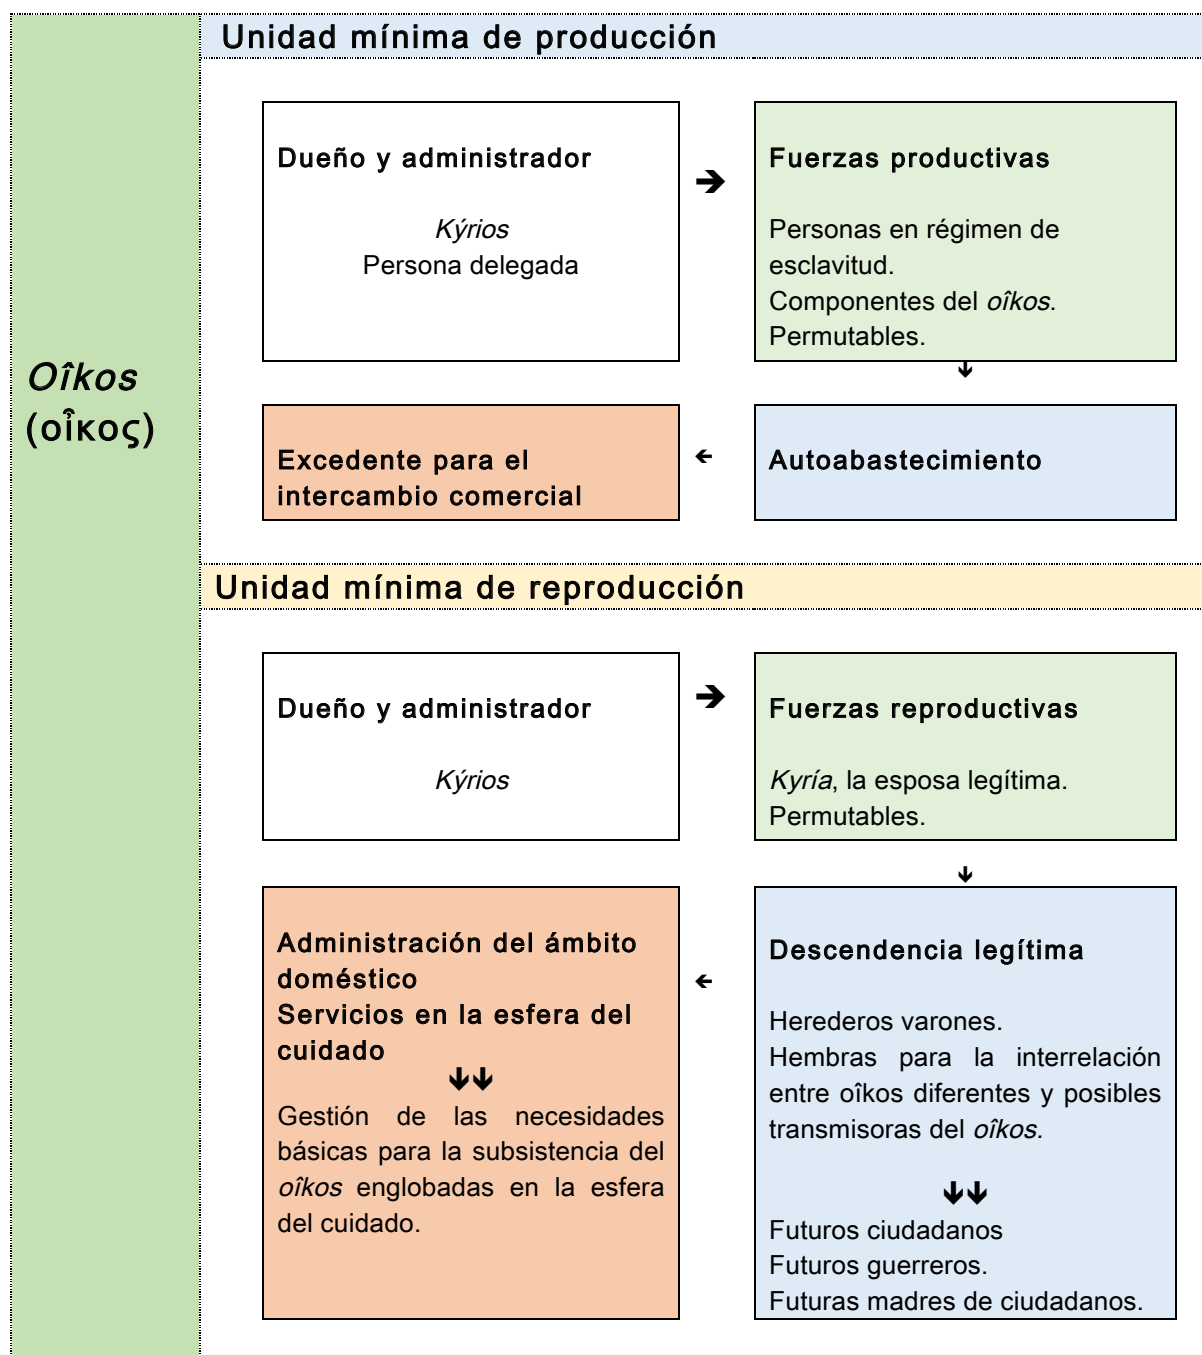 Oîkos
(οἶκος)
Unidad mínima de producción
Dueño y administrador
Kýrios
Persona delegada
➔
Fuerzas productivas
Personas en régimen de
esclavitud.
Componentes del oîkos.
Permutables.
🡻
Excedente para el
intercambio comercial
🡸
Autoabastecimiento
Unidad mínima de reproducción
Dueño y administrador
Kýrios
➔
Fuerzas reproductivas
Kyría, la esposa legítima.
Permutables.
🡻
Administración del ámbito
doméstico
Servicios en la esfera del
cuidado
🡻🡻
Gestión de las necesidades
básicas para la subsistencia del
oîkos englobadas en la esfera
del cuidado.
🡸
Descendencia legítima
Herederos varones.
Hembras para la interrelación
entre oîkos diferentes y posibles
transmisoras del oîkos.
🡻🡻
Futuros ciudadanos
Futuros guerreros.
Futuras madres de ciudadanos.